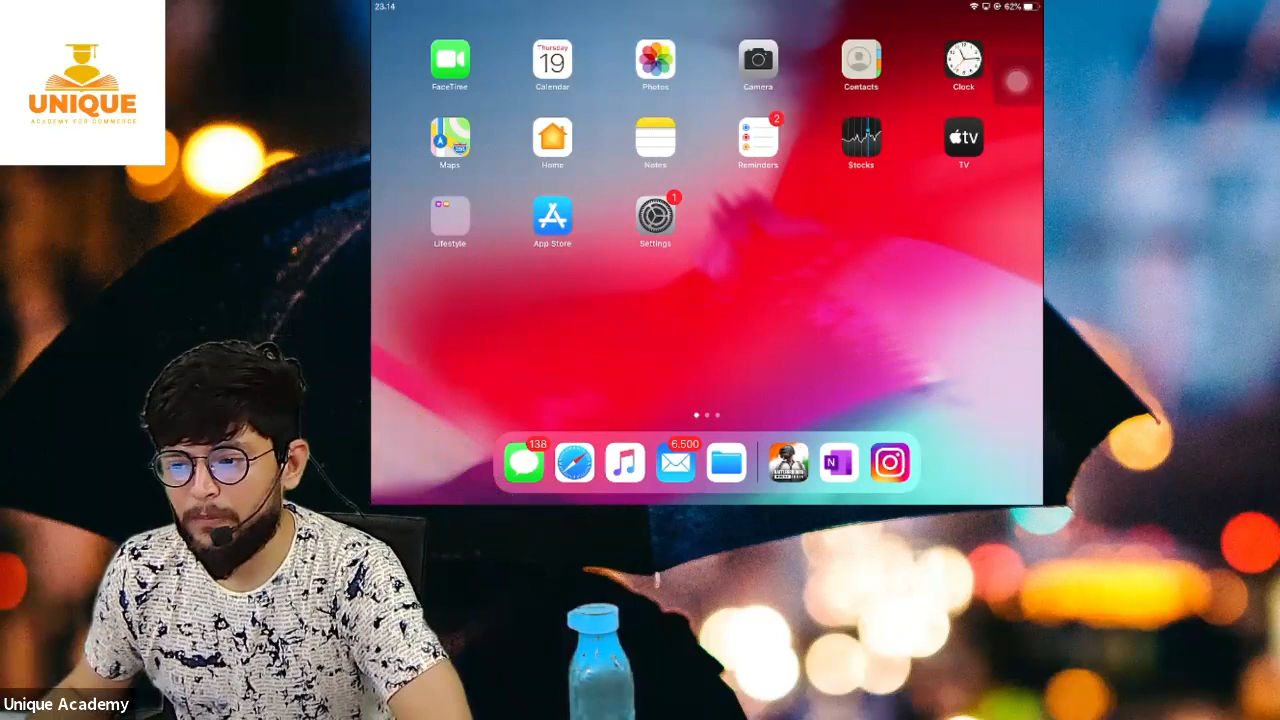 UNIQUE
ACADEMY FOR COMMERCE
23.14
62%
FaceTime
Thursday
19
Calendar
Photos
Camera
Contacts
Clock
Maps
Home
Notes
2
Reminders
Stocks
tv
TV
Lifestyle
App Store
1
Settings
138
6.500
N
Unique Academy